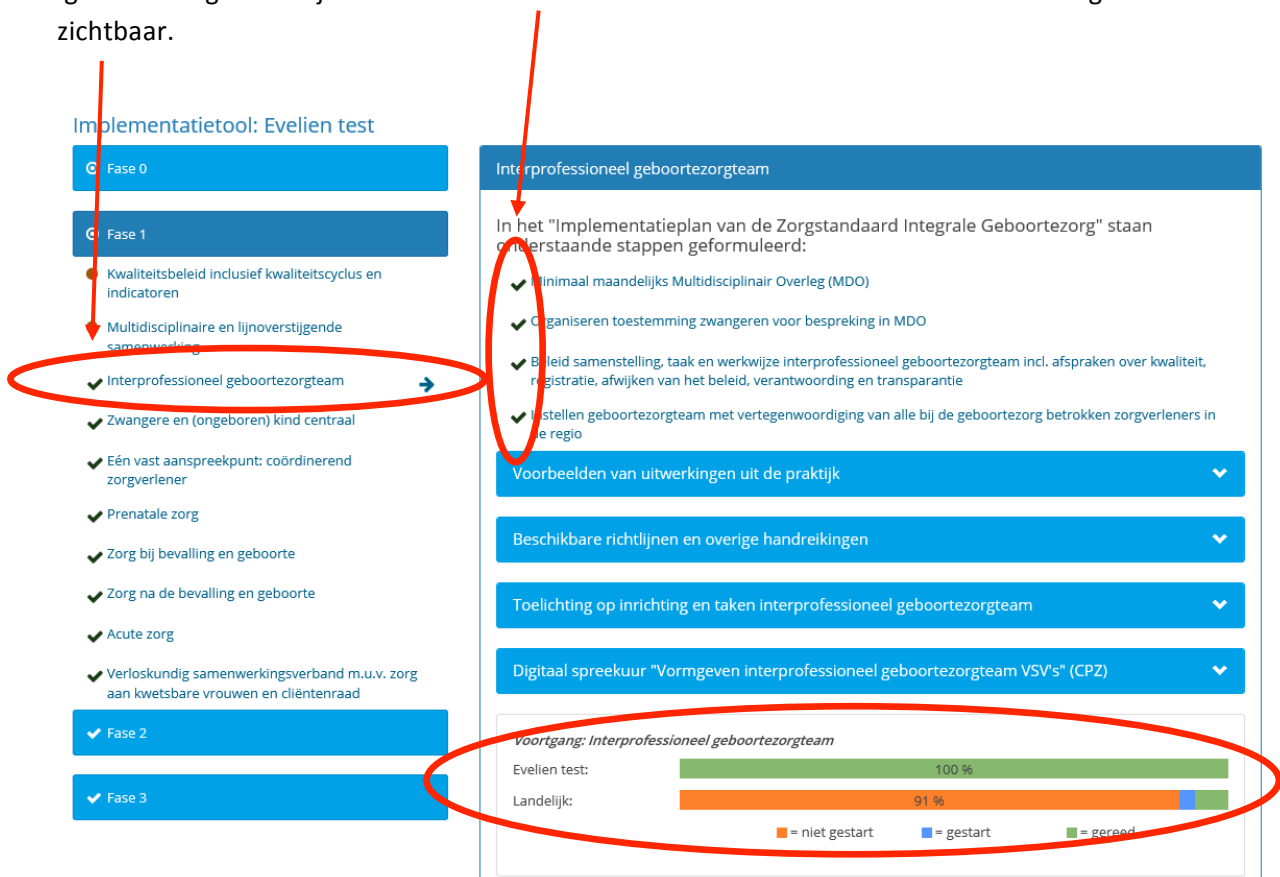 zichtbaar.
Implementatietool: Evelien test
Fase 0
Fase 1
Kwaliteitsbeleid inclusief kwaliteitscyclus en
indicatoren
Multidisciplinaire en lijnoverstijgende
samenwerking
Interprofessioneel geboortezorgteam
Zwangere en (ongeboren) kind centraal
Eén vast aanspreekpunt: coördinerend
zorgverlener
Prenatale zorg
Zorg bij bevalling en geboorte
Zorg na de bevalling en geboorte
Acute zorg
Verloskundig samenwerkingsverband m.u.v. zorg
aan kwetsbare vrouwen en cliëntenraad
Fase 2
Fase 3
Interprofessioneel geboortezorgteam
In het "Implementatieplan van de Zorgstandaard Integrale Geboortezorg" staan
onderstaande stappen geformuleerd:
Minimaal maandelijks Multidisciplinair Overleg (MDO)
Organiseren toestemming zwangeren voor bespreking in MDO
Beleid samenstelling, taak en werkwijze interprofessioneel geboortezorgteam incl. afspraken over kwaliteit,
registratie, afwijken van het beleid, verantwoording en transparantie
Instellen geboortezorgteam met vertegenwoordiging van alle bij de geboortezorg betrokken zorgverleners in
de regio
Voorbeelden van uitwerkingen uit de praktijk
Beschikbare richtlijnen en overige handreikingen
Toelichting op inrichting en taken interprofessioneel geboortezorgteam
Digitaal spreekuur "Vormgeven interprofessioneel geboortezorgteam VSV's" (CPZ)
Voortgang: Interprofessioneel geboortezorgteam
Evelien test: 100 %
Landelijk: 91 %
= niet gestart = gestart = gereed